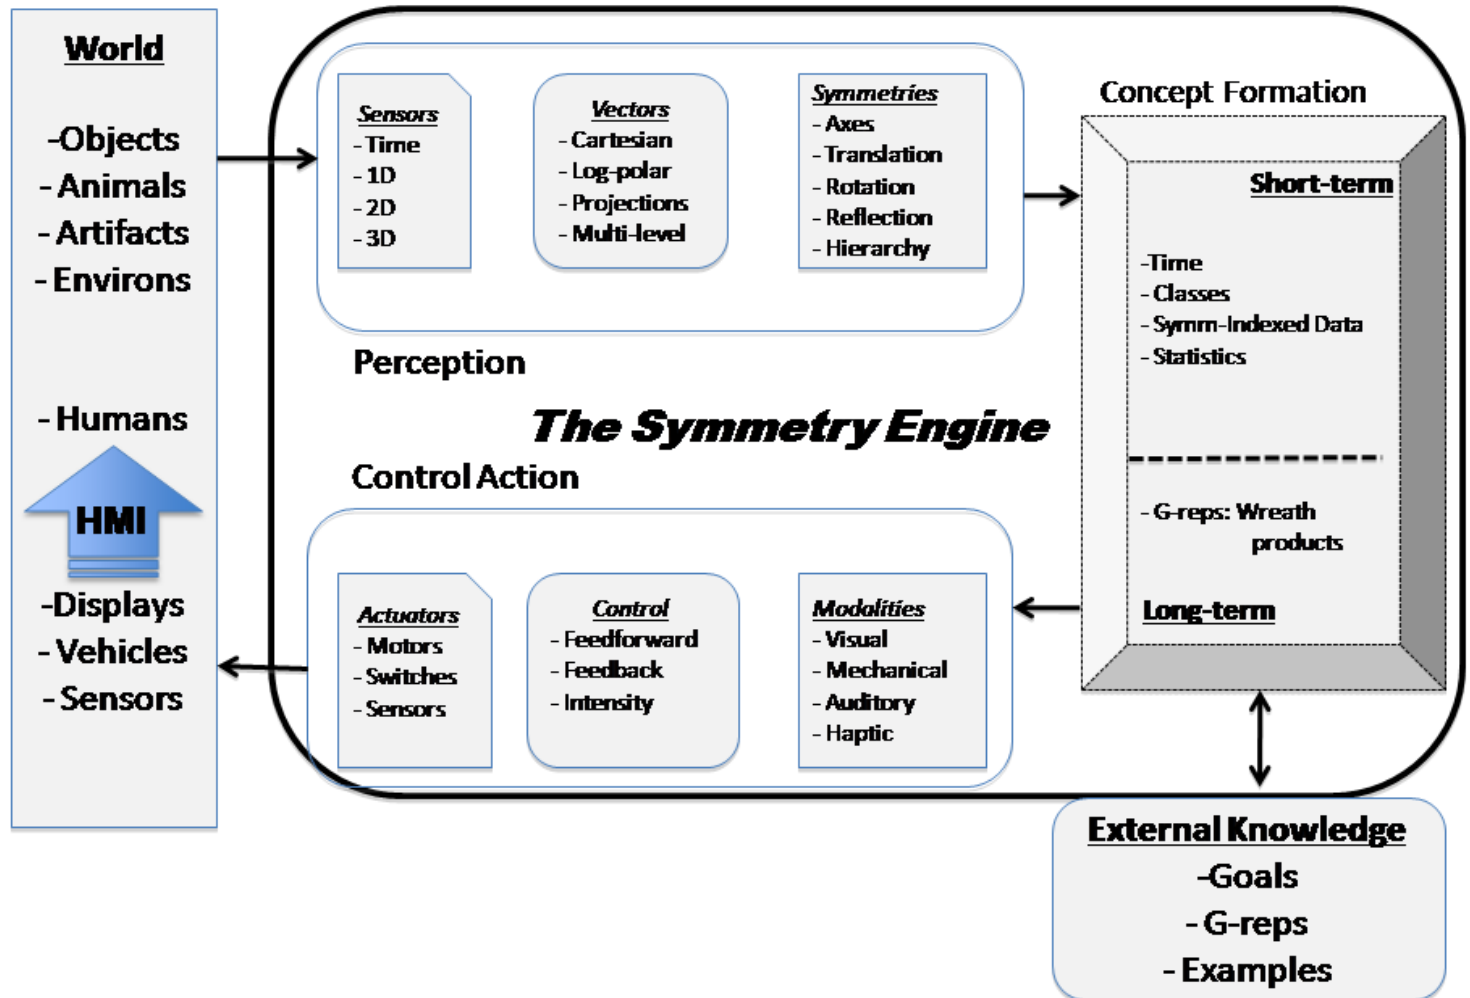 World
-Objects
- Animals
- Artifacts
- Environs
- Humans
HMI
-Displays
- Vehicles
- Sensors
Sensors
- Time
- 1D
- 2D
- 3D
Vectors
- Cartesian
- Log-polar
- Projections
- Multi-level
Symmetries
- Axes
- Translation
- Rotation
- Reflection
- Hierarchy
Perception
The Symmetry Engine
Control Action
Actuators
- Motors
- Switches
- Sensors
Control
- Feedforward
- Feedback
- Intensity
Modalities
- Visual
- Mechanical
- Auditory
- Haptic
Concept Formation
Short-term
-Time
- Classes
- Symm-Indexed Data
- Statistics
- G-reps: Wreath
products
Long-term
External Knowledge
-Goals
- G-reps
- Examples